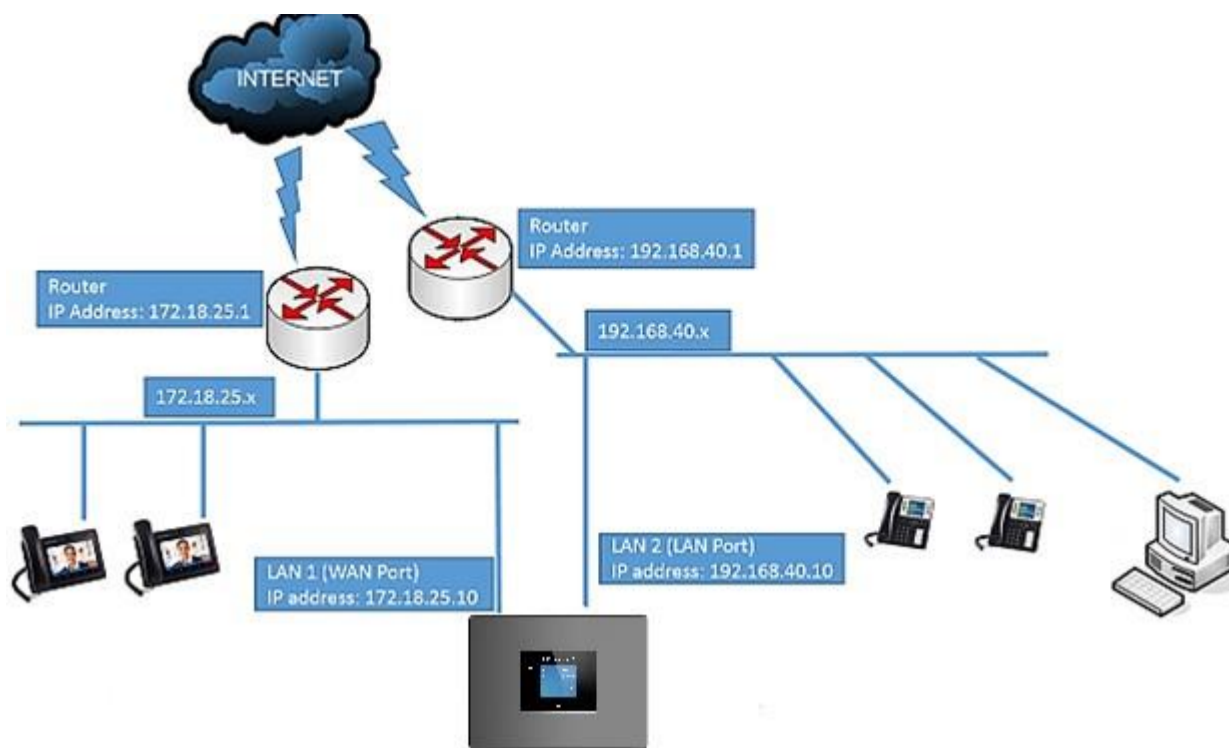 INTERNET
Router
IP Address: 192.168.40.1
Router
IP Address: 172.18.25.1
192.168.40.x
172.18.25.x
LAN 1 (WAN Port)
IP address: 172.18.25.10
LAN 2 (LAN Port)
IP address: 192.168.40.10